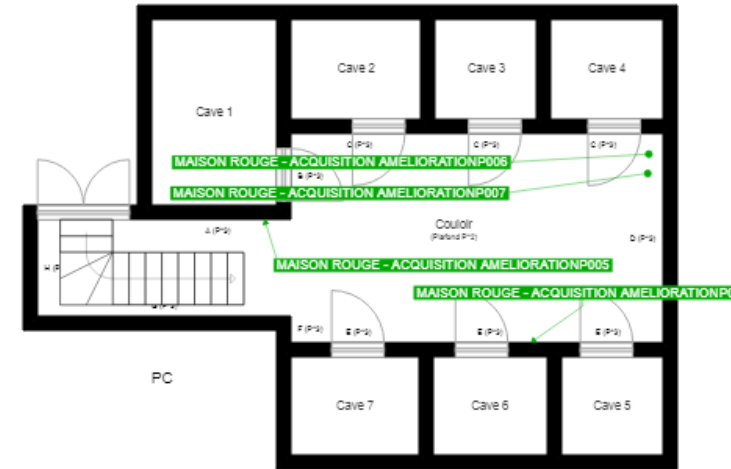 Cave 2
Cave 3
Cave 4
Cave 1
C (P*3)
C (P*3)
C (P*3)
MAISON ROUGE - ACQUISITION AMELIORATIONP006
B (P*3)
MAISON ROUGE - ACQUISITION AMELIORATIONP007
Couloir
A (P*3)
(Plafond P*2)
D (P*3)
MAISON ROUGE - ACQUISITION AMELIORATIONP005
MAISON ROUGE - ACQUISITION AMELIORATIONP0
F (P*3)
E (P*3)
E (P*3)
E (P*3)
PC
Cave 7
Cave 6
Cave 5